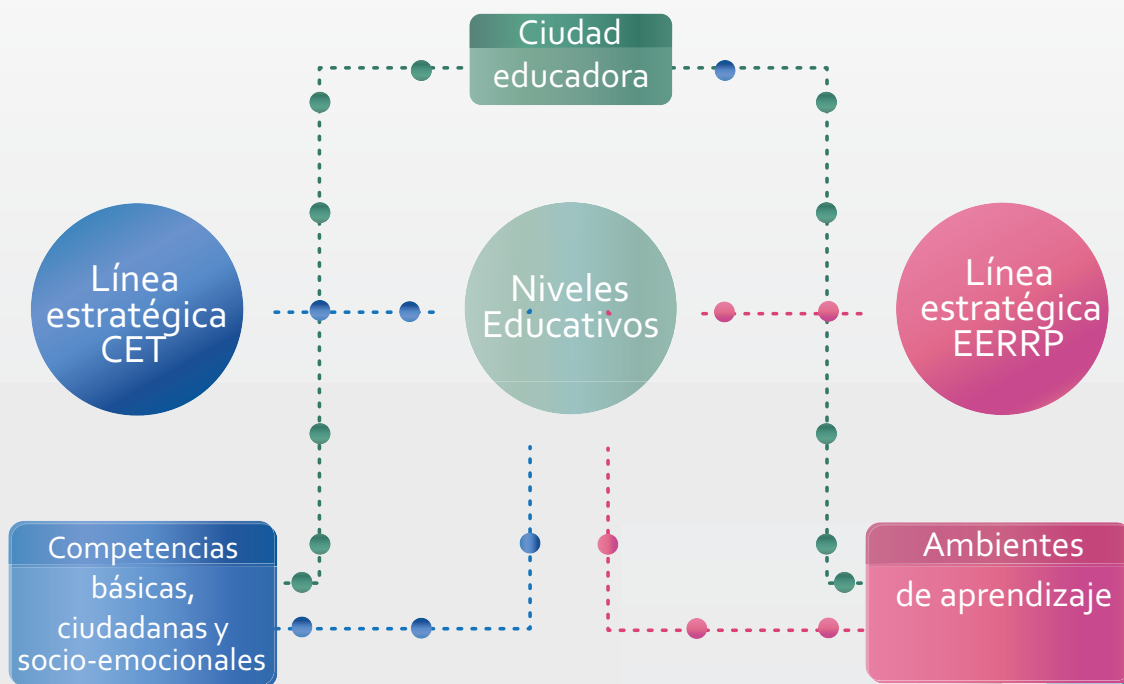 Ciudad
educadora
Línea
estratégica
CET
Niveles
Educativos
Línea
estratégica
EERRP
Competencias
básicas,
ciudadanas y
socio-emocionales
Ambientes
de aprendizaje